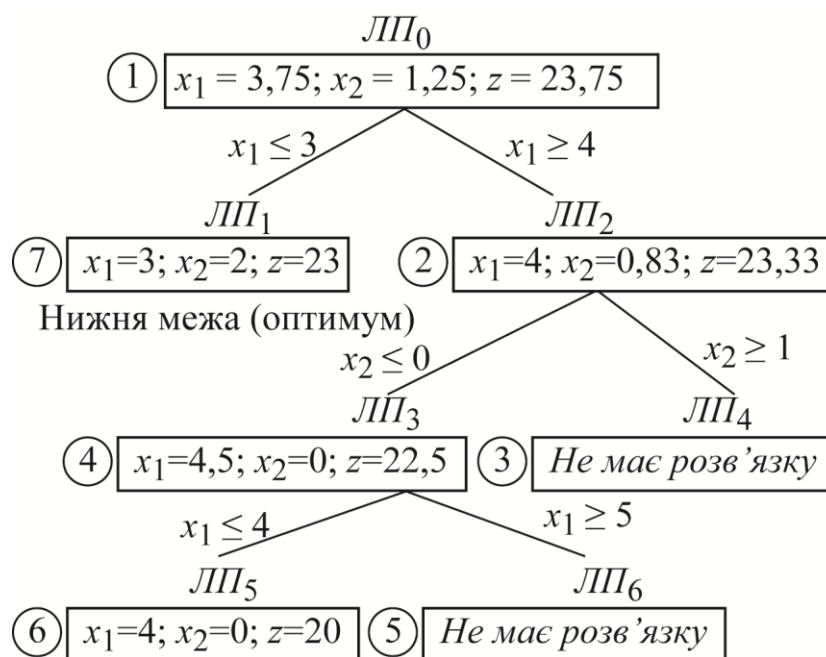 ЛП0
1 x1 = 3,75; x2 = 1,25; z = 23,75
x1 ≤ 3 x1 ≥ 4
ЛП1 ЛП2
7 x1=3; x2=2; z=23 2 x1=4; x2=0,83; z=23,33
Нижня межа (оптимум)
x2 ≤ 0 x2 ≥ 1
ЛП3 ЛП4
4 x1=4,5; x2=0; z=22,5 3 Не має розв’язку
x1 ≤ 4 x1 ≥ 5
ЛП5 ЛП6
6 x1=4; x2=0; z=20 5 Не має розв’язку